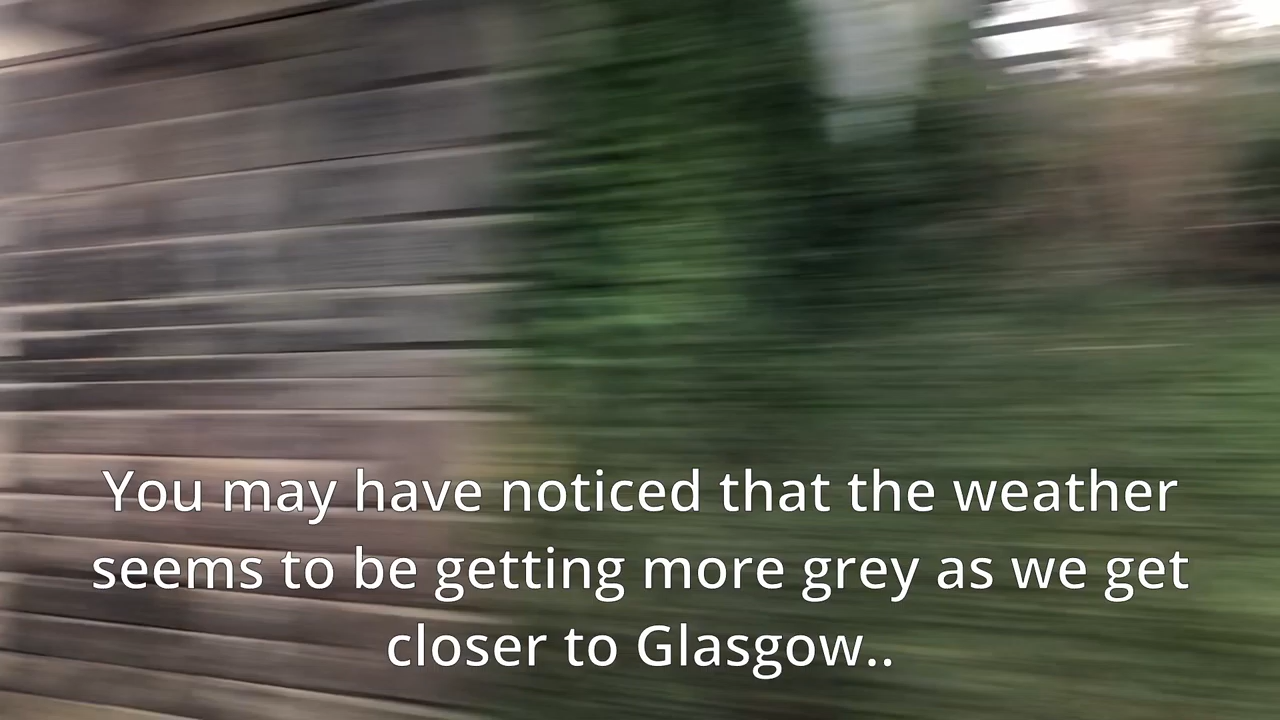 You may have noticed that the weather
seems to be getting more grey as we get
closer to Glasgow..